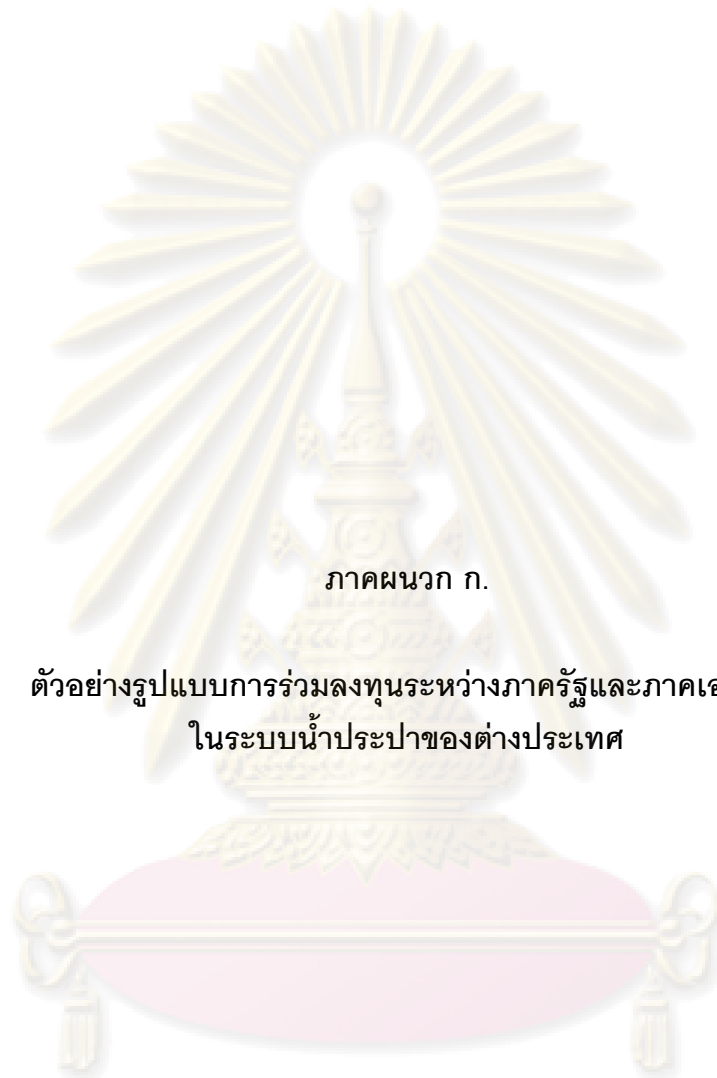 ภาคผนวก ก.
ตัวอย่างรูปแบบการร่วมลงทุนระหว่างภาครัฐและ
ในระบบน้ำประปาของต่างประเทศ